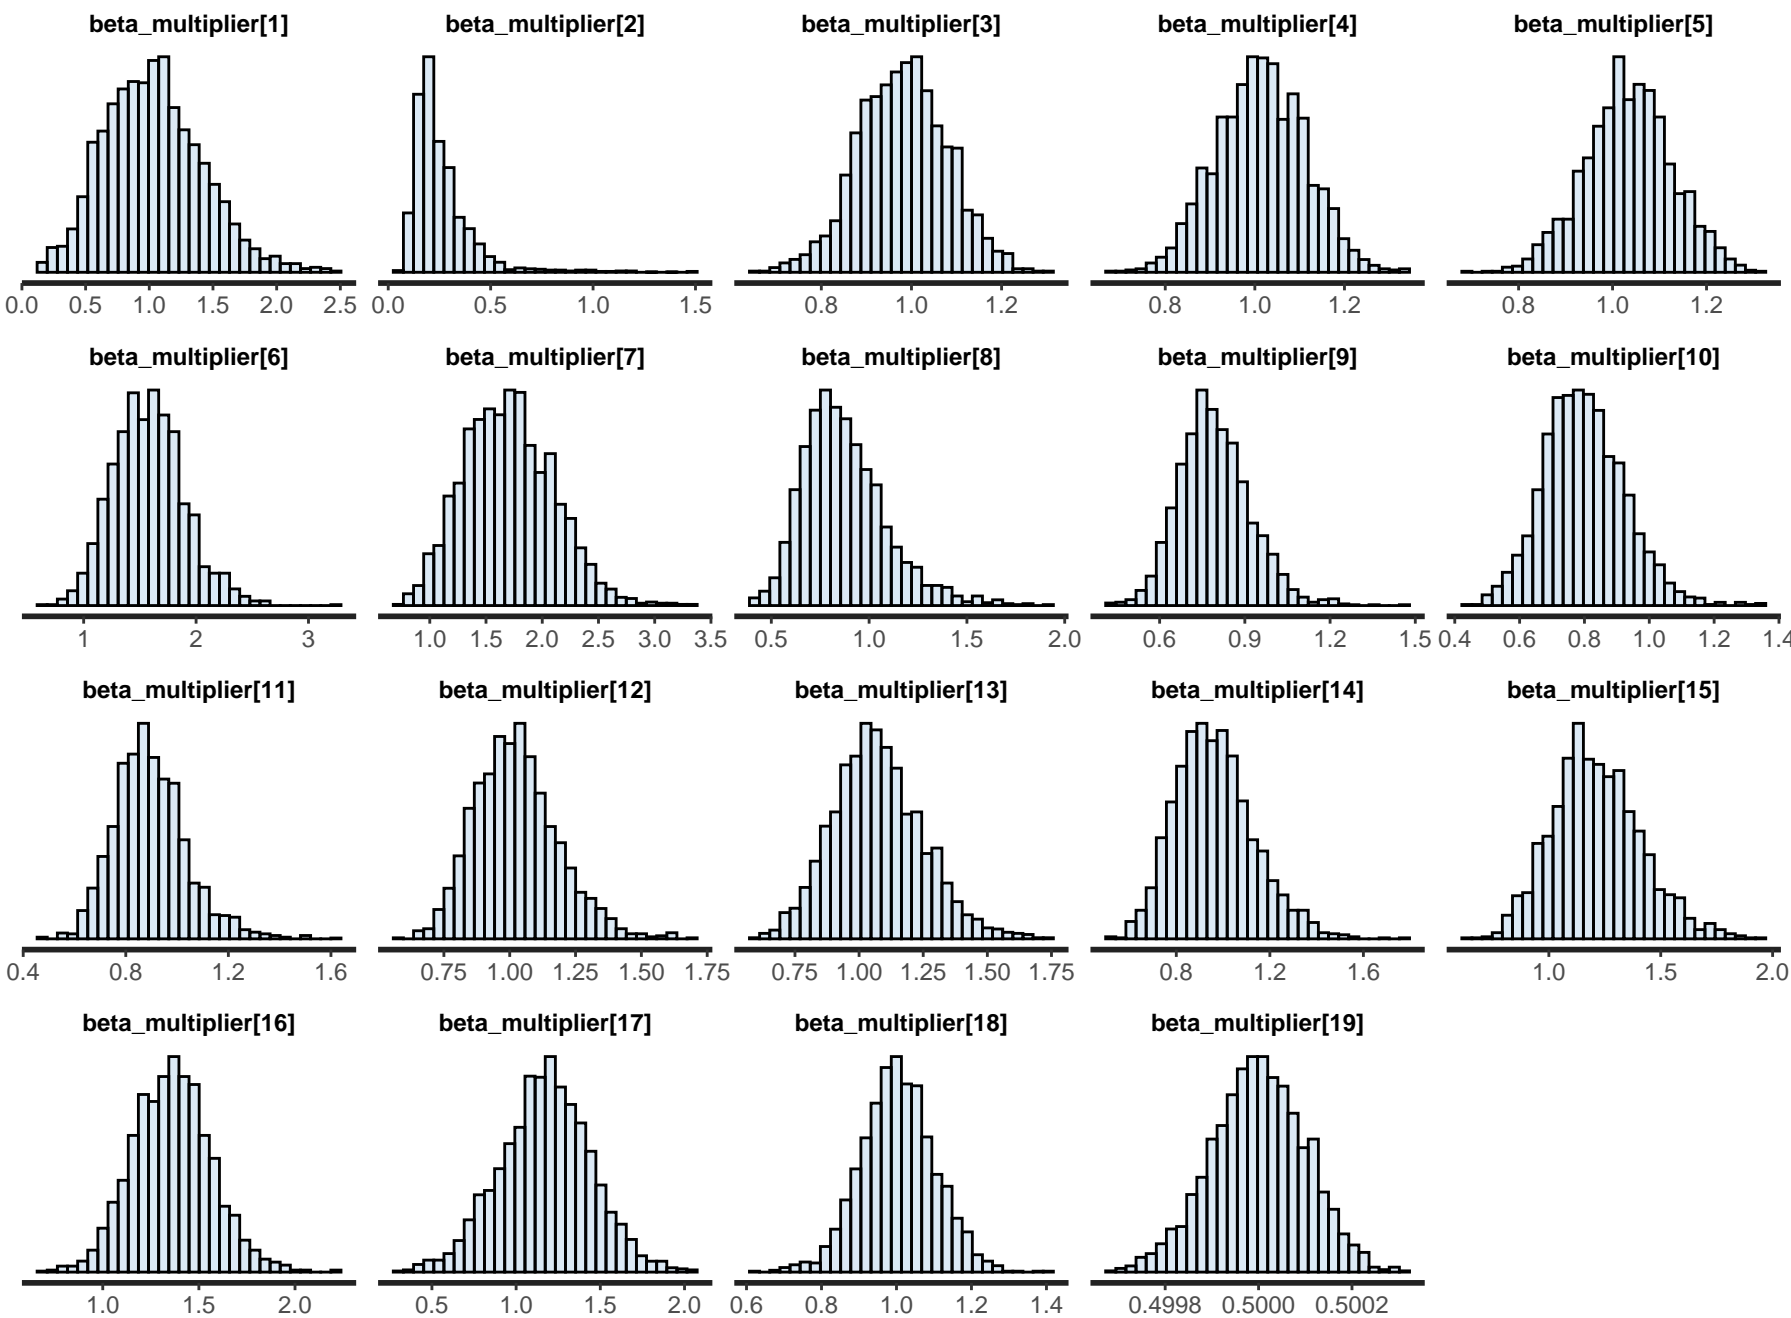 beta_multiplier[1] beta_multiplier[2] beta_multiplier[3] beta_multiplier[4] beta_multiplier[5]
0.0 0.5 1.0 1.5 2.0 2.5 0.0 0.5 1.0 1.5 0.8 1.0 1.2 0.8 1.0 1.2 0.8 1.0 1.2
beta_multiplier[6] beta_multiplier[7] beta_multiplier[8] beta_multiplier[9] beta_multiplier[10]
1 2 3 1.0 1.5 2.0 2.5 3.0 3.5 0.5 1.0 1.5 2.0 0.6 0.9 1.2 1.5 0.4 0.6 0.8 1.0 1.2 1.4
beta_multiplier[11] beta_multiplier[12] beta_multiplier[13] beta_multiplier[14] beta_multiplier[15]
0.4 0.8 1.2 1.6 0.75 1.00 1.25 1.50 1.75 0.75 1.00 1.25 1.50 1.75 0.8 1.2 1.6 1.0 1.5 2.0
beta_multiplier[16] beta_multiplier[17] beta_multiplier[18] beta_multiplier[19]
1.0 1.5 2.0 0.5 1.0 1.5 2.0 0.6 0.8 1.0 1.2 1.4 0.4998 0.5000 0.5002